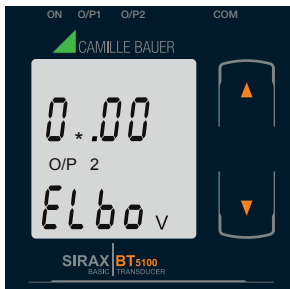 ON O/P1 O/P2 COM
CAMILLE BAUER
0*.00
O/P 2
ELbo V
SIRAX BT5100
BASIC TRANSDUCER